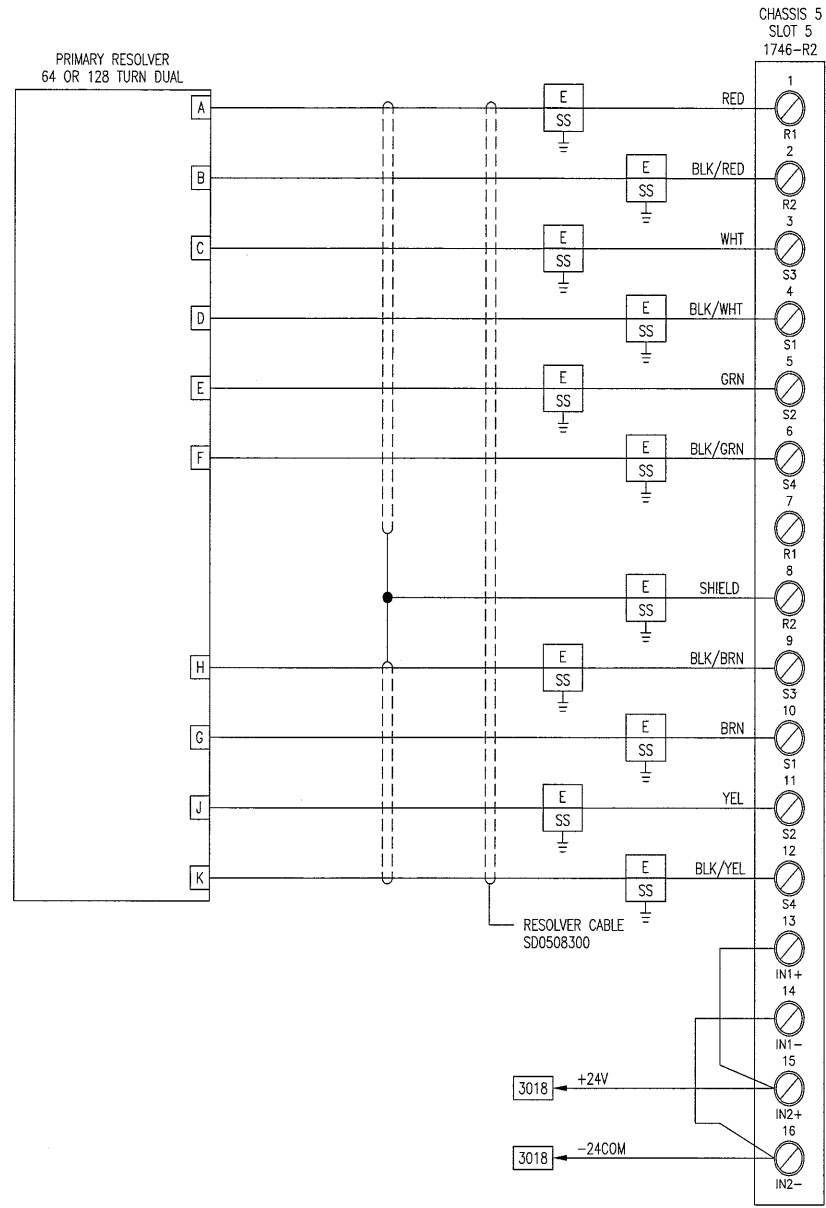 CHASSIS 5
SLOT 5
1746-R2
PRIMARY RESOLVER
64 OR 128 TURN DUAL
1
A
E
SS
RED
R1
2
B
E
SS
BLK/RED
R2
3
C
E
SS
WHT
S3
4
D
E
SS
BLK/WHT
S1
5
E
E
SS
GRN
S2
6
F
E
SS
BLK/GRN
S4
7
R1
8
E
SS
SHIELD
R2
9
H
E
SS
BLK/BRN
S3
10
G
E
SS
BRN
S1
11
J
E
SS
YEL
S2
12
K
E
SS
BLK/YEL
S4
RESOLVER CABLE
SD0508300
13
IN1+
14
IN1-
15
3018
+24V
IN2+
16
3018
-24COM
IN2-